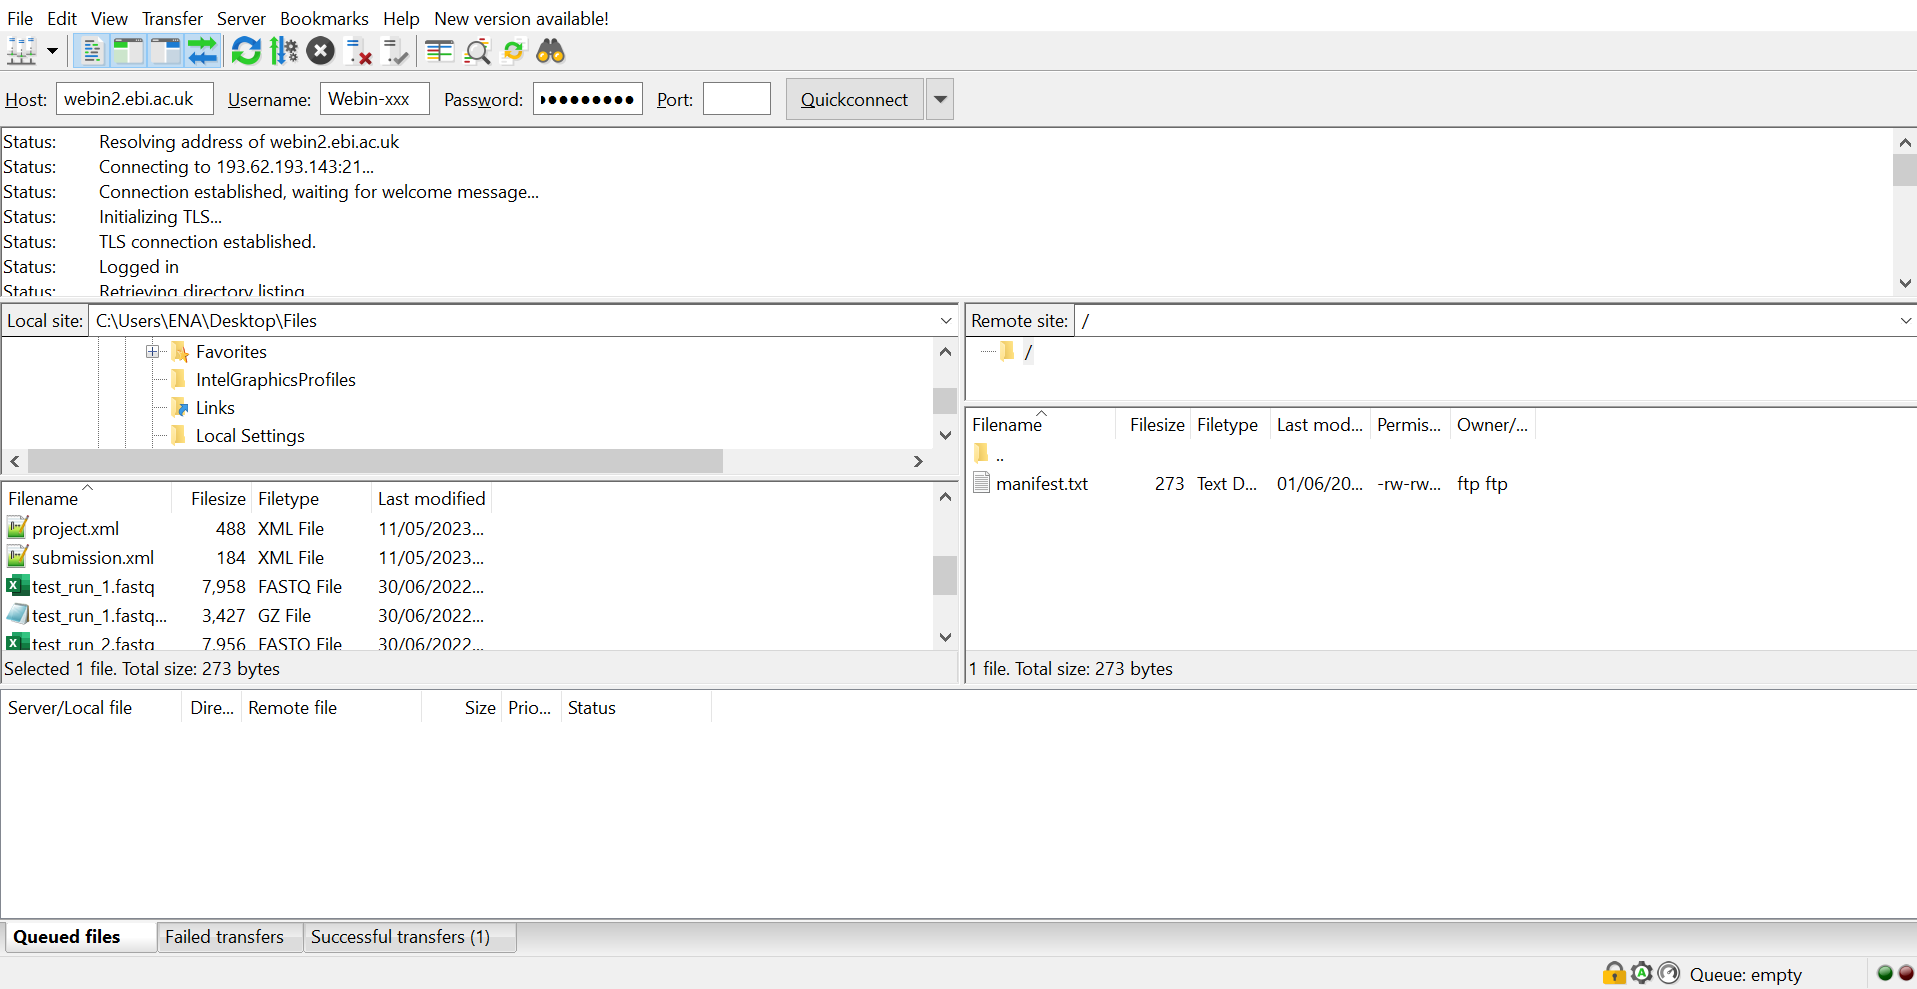 File Edit View Transfer Server Bookmarks Help New version available!
Host: webin2.ebi.ac.uk Username: Webin-xxx Password: ●●●●●●●●● Port: Quickconnect
Status: Resolving address of webin2.ebi.ac.uk
Status: Connecting to 193.62.193.143:21...
Status: Connection established, waiting for welcome message...
Status: Initializing TLS...
Status: TLS connection established.
Status: Logged in
Status: Retrieving directory listing
Local site: C:\Users\ENA\Desktop\Files
Favorites
IntelGraphicsProfiles
Links
Local Settings
Filename Filesize Filetype Last modified
project.xml 488 XML File 11/05/2023...
submission.xml 184 XML File 11/05/2023...
test_run_1.fastq 7,958 FASTQ File 30/06/2022...
test_run_1.fastq... 3,427 GZ File 30/06/2022...
test_run_2.fastq 7,956 FASTQ File 30/06/2022...
Selected 1 file. Total size: 273 bytes
Remote site: /
/
Filename Filesize Filetype Last mod... Permis... Owner/...
..
manifest.txt 273 Text D... 01/06/20... -rw-rw... ftp ftp
1 file. Total size: 273 bytes
Server/Local file Dire... Remote file Size Prio... Status
Queued files Failed transfers Successful transfers (1)
Queue: empty